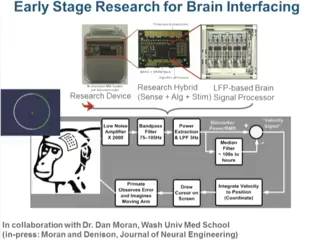 Early Stage Research for Brain Interfacing
Research Device
Research Hybrid
(Sense + Alg + Stim)
LFP-based Brain
Signal Processor
Low Noise
Amplifier
X 2000
Bandpass
Filter
75-105Hz
Power
Extraction
& LPF 3Hz
Biomarker
Power(RMS)
"Velocity
Signal"
Median
Filter
~ 100s to
hours
Primate
Observes Error
and Imagines
Moving Arm
Draw
Cursor on
Screen
Integrate Velocity
to Position
(Coordinate)
In collaboration with Dr. Dan Moran, Wash Univ Med School
(in-press: Moran and Denison, Journal of Neural Engineering)